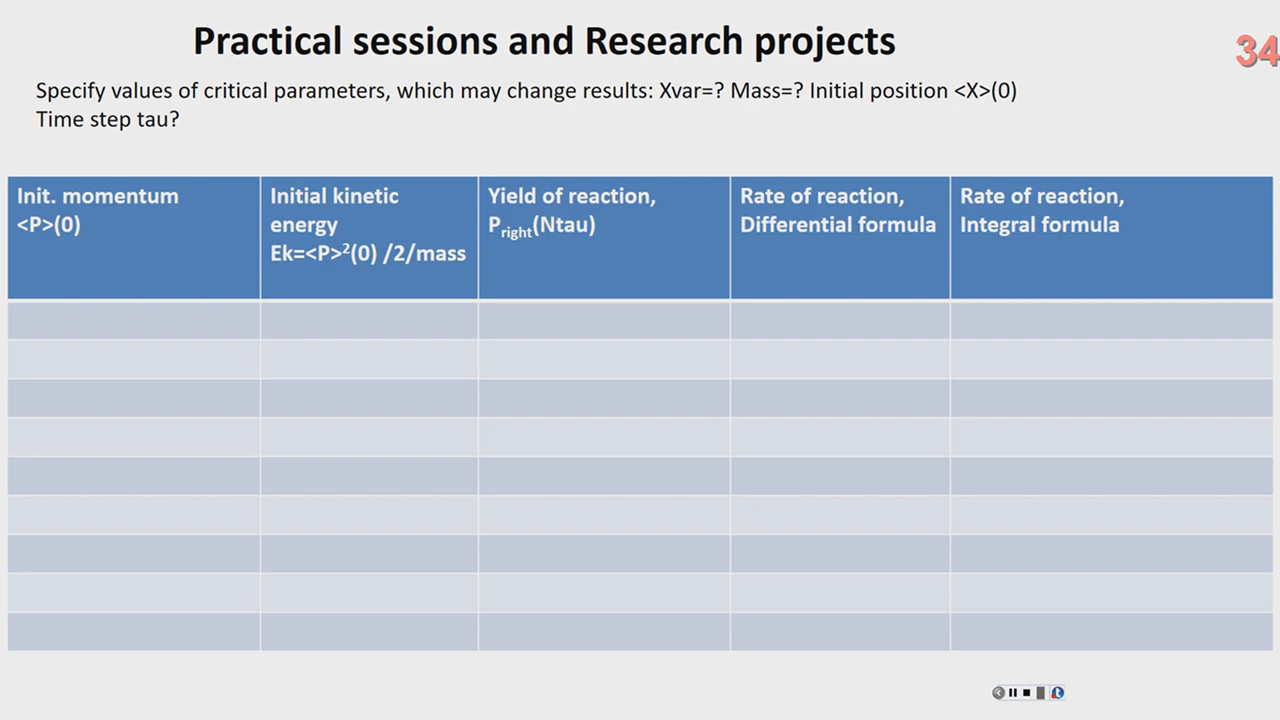 Practical sessions and Research projects
34
Specify values of critical parameters, which may change results: Xvar=? Mass=? Initial position <X>(0)
Time step tau?
Init. momentum
<P>(0)
Initial kinetic
energy
Ek=<P>²(0) /2/mass
Yield of reaction,
Pright(Ntau)
Rate of reaction,
Differential formula
Rate of reaction,
Integral formula